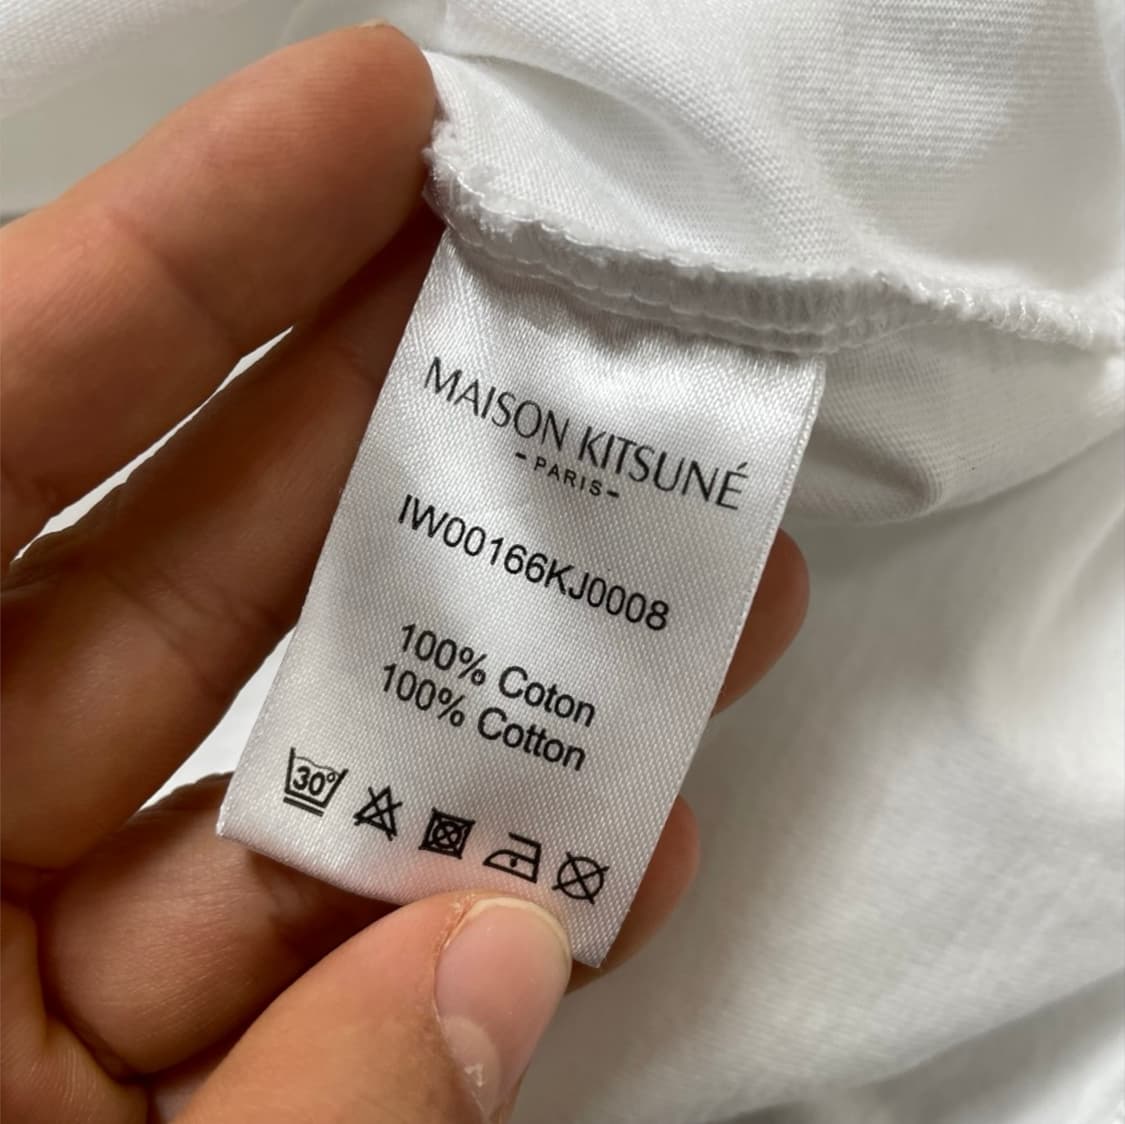 MAISON KITSUNÉ
- PARIS -
IW00166KJ0008
100% Coton
100% Cotton
30°